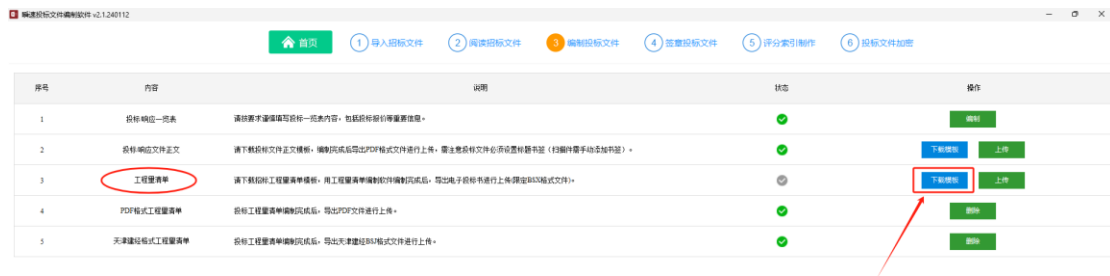 瞬速投标文件编制软件 v2.1.240112
首页 1 导入招标文件 2 阅读招标文件 3 编制投标文件 4 签章投标文件 5 评分索引制作 6 投标文件加密
序号 内容 说明 状态 操作
1 投标响应一览表 请按要求谨慎填写投标一览表内容,包括投标报价等重要信息。 编制
2 投标响应文件正文 请下载投标文件正文模板,编制完成后导出PDF格式文件进行上传。需注意投标文件必须设置标题书签(扫描件需手动添加书签)。 下载模板 上传
3 工程量清单 请下载招标工程量清单模板,用工程量清单编制软件编制完成后,导出电子投标书进行上传(限定BSX格式文件)。 下载模板 上传
4 PDF格式工程量清单 投标工程量清单编制完成后,导出PDF文件进行上传。 删除
5 天津建经格式工程量清单 投标工程量清单编制完成后,导出天津建经BSJ格式文件进行上传。 删除